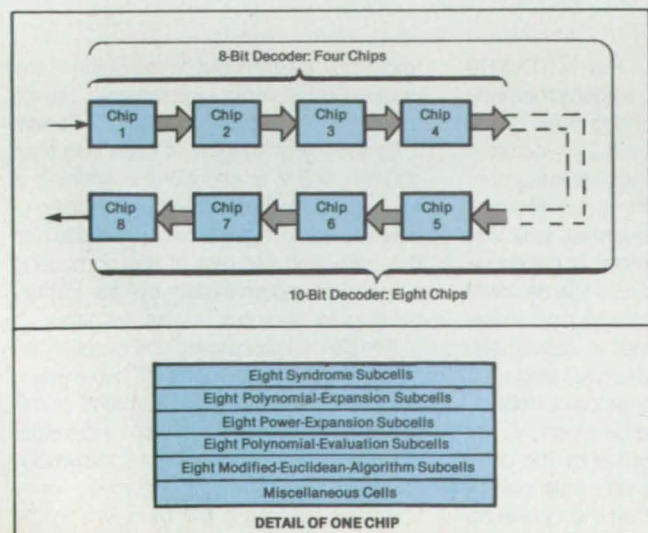 8-Bit Decoder: Four Chips
Chip 1
Chip 2
Chip 3
Chip 4
Chip 8
Chip 7
Chip 6
Chip 5
10-Bit Decoder: Eight Chips
Eight Syndrome Subcells
Eight Polynomial-Expansion Subcells
Eight Power-Expansion Subcells
Eight Polynomial-Evaluation Subcells
Eight Modified-Euclidean-Algorithm Subcells
Miscellaneous Cells
DETAIL OF ONE CHIP